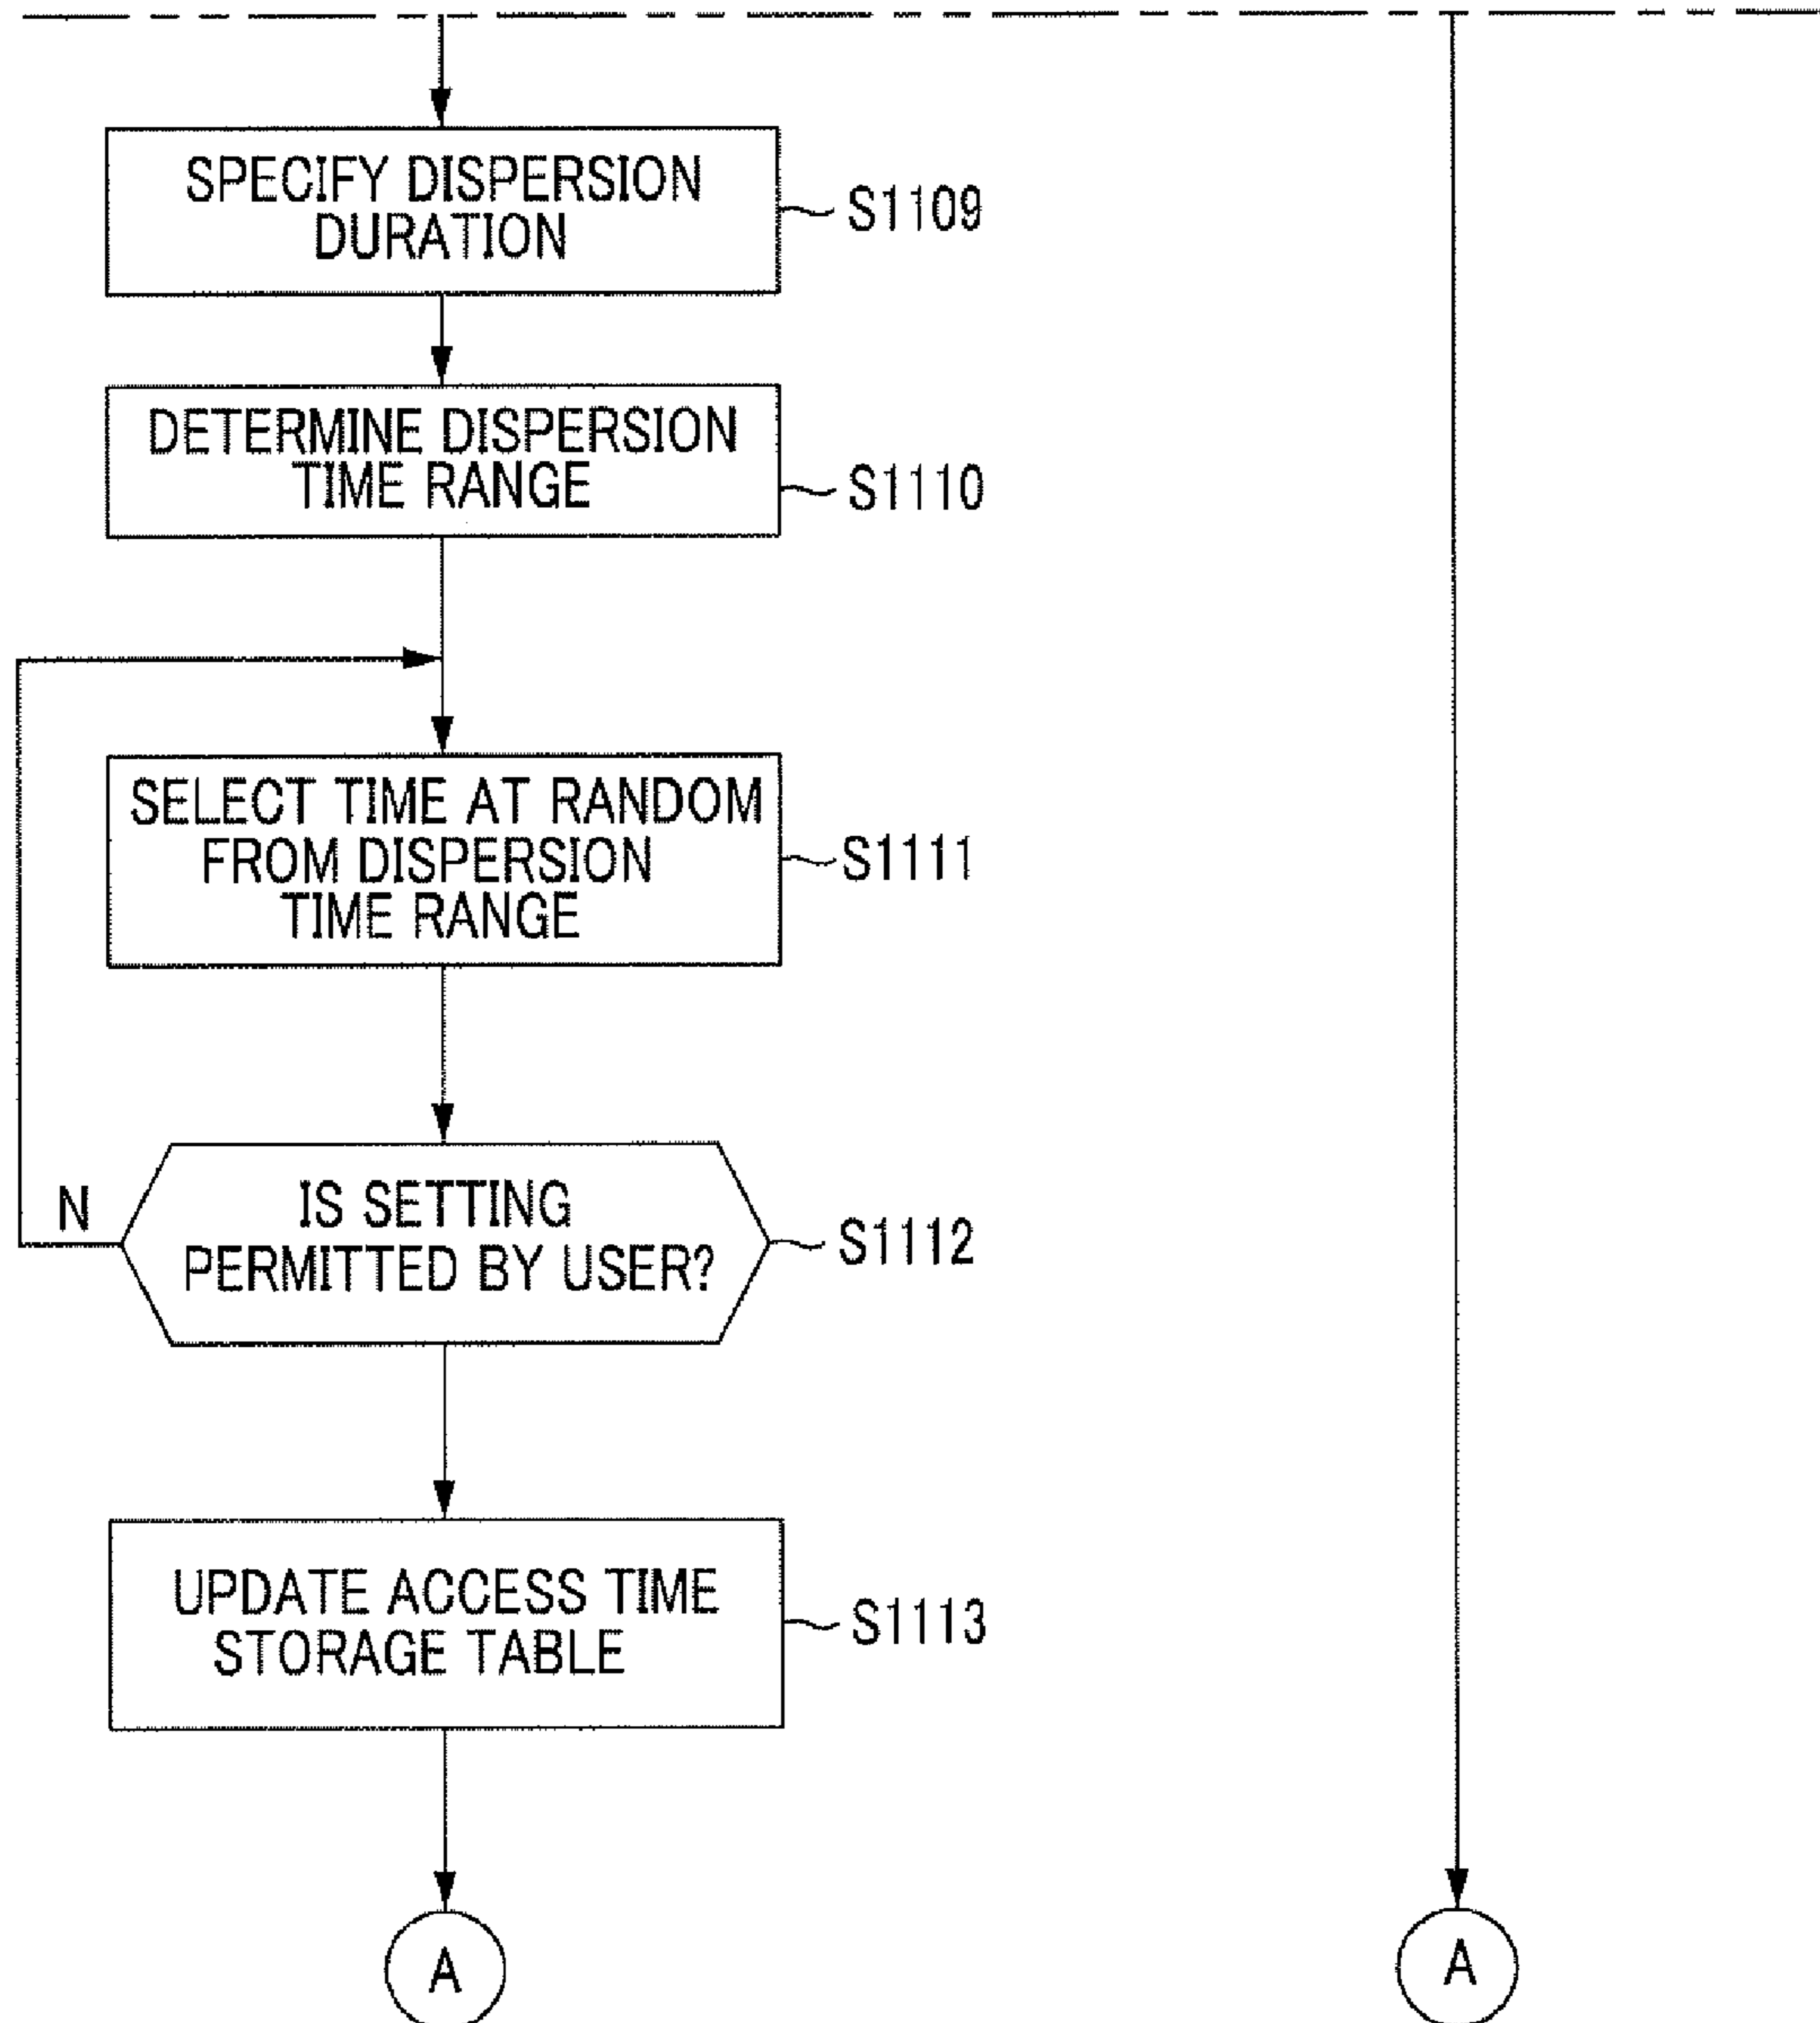 SPECIFY DISPERSION
DURATION
S1109
DETERMINE DISPERSION
TIME RANGE
S1110
SELECT TIME AT RANDOM
FROM DISPERSION
TIME RANGE
S1111
N
IS SETTING
PERMITTED BY USER?
S1112
UPDATE ACCESS TIME
STORAGE TABLE
S1113
A
A